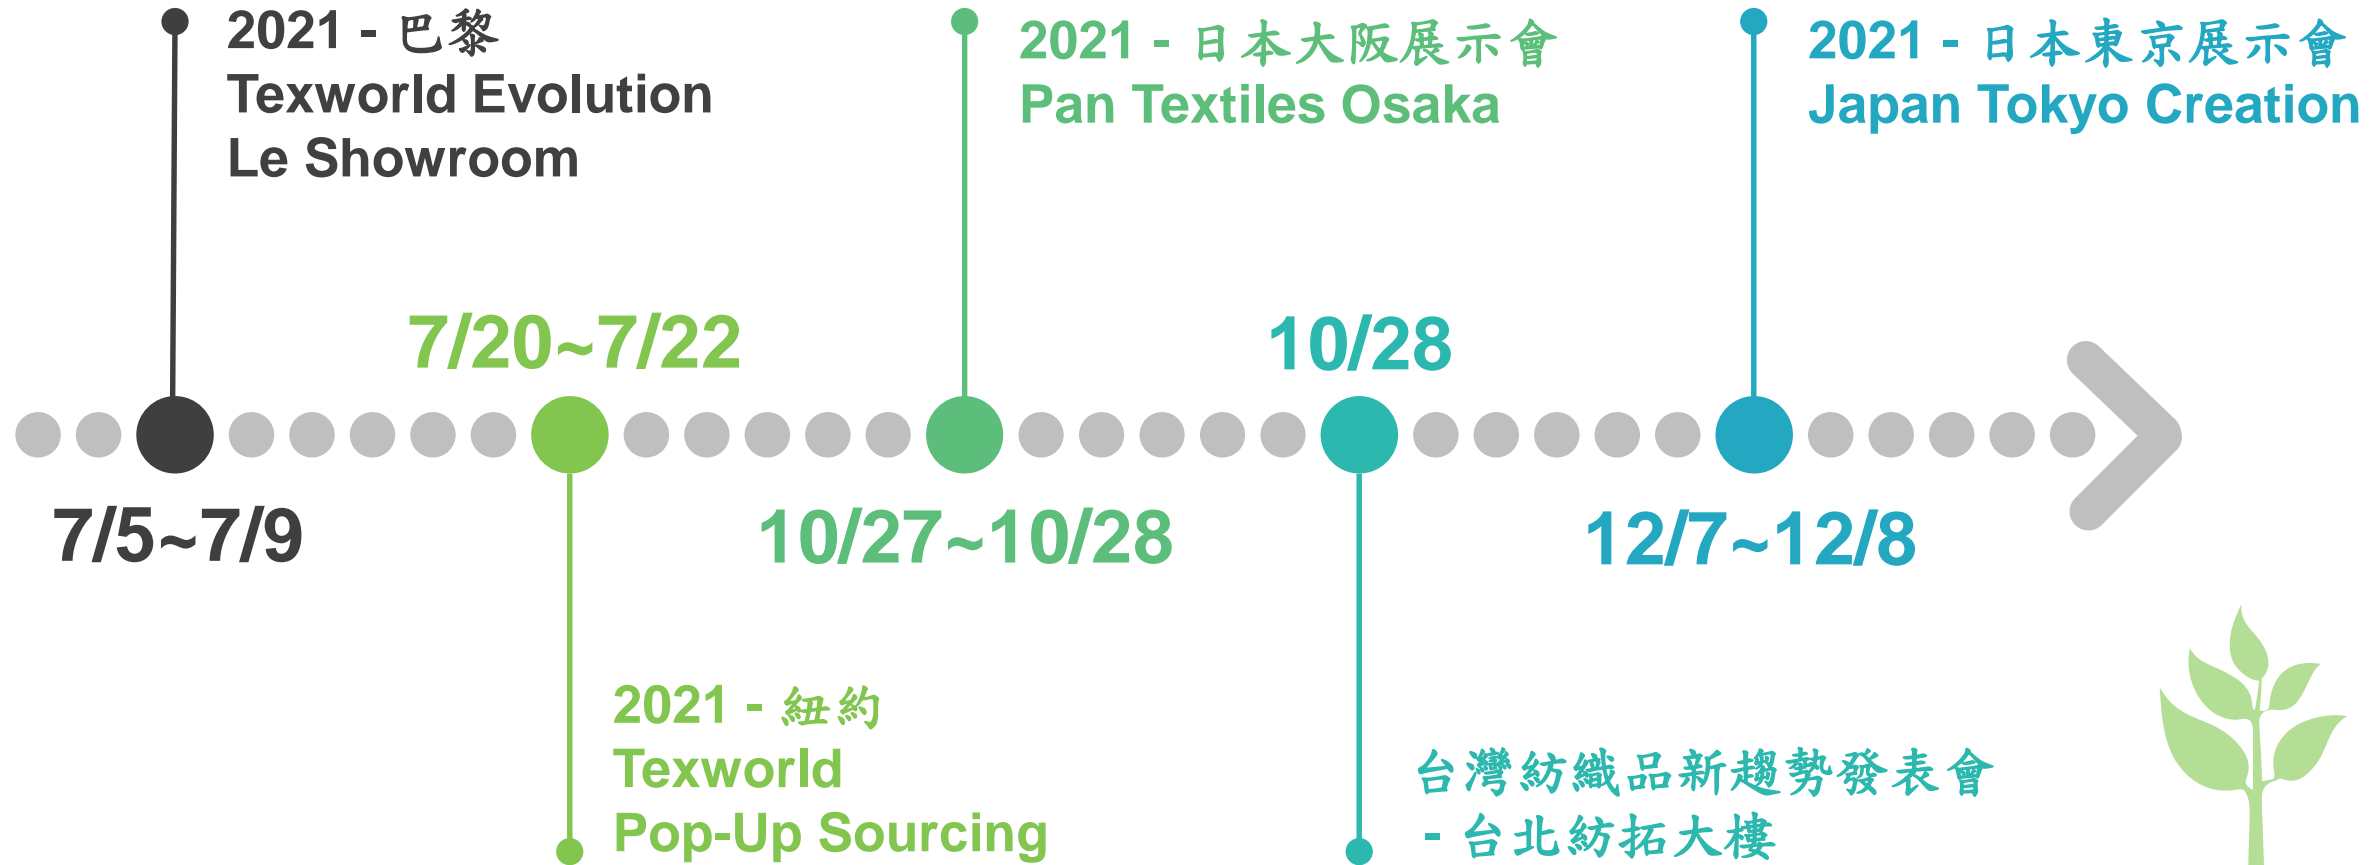 2021 - 巴黎
Texworld Evolution
Le Showroom
2021 - 日本大阪展示會
Pan Textiles Osaka
2021 - 日本東京展示會
Japan Tokyo Creation
7/20~7/22
10/28
7/5~7/9
10/27~10/28
12/7~12/8
2021 - 紐約
Texworld
Pop-Up Sourcing
台灣紡織品新趨勢發表會
- 台北紡拓大樓